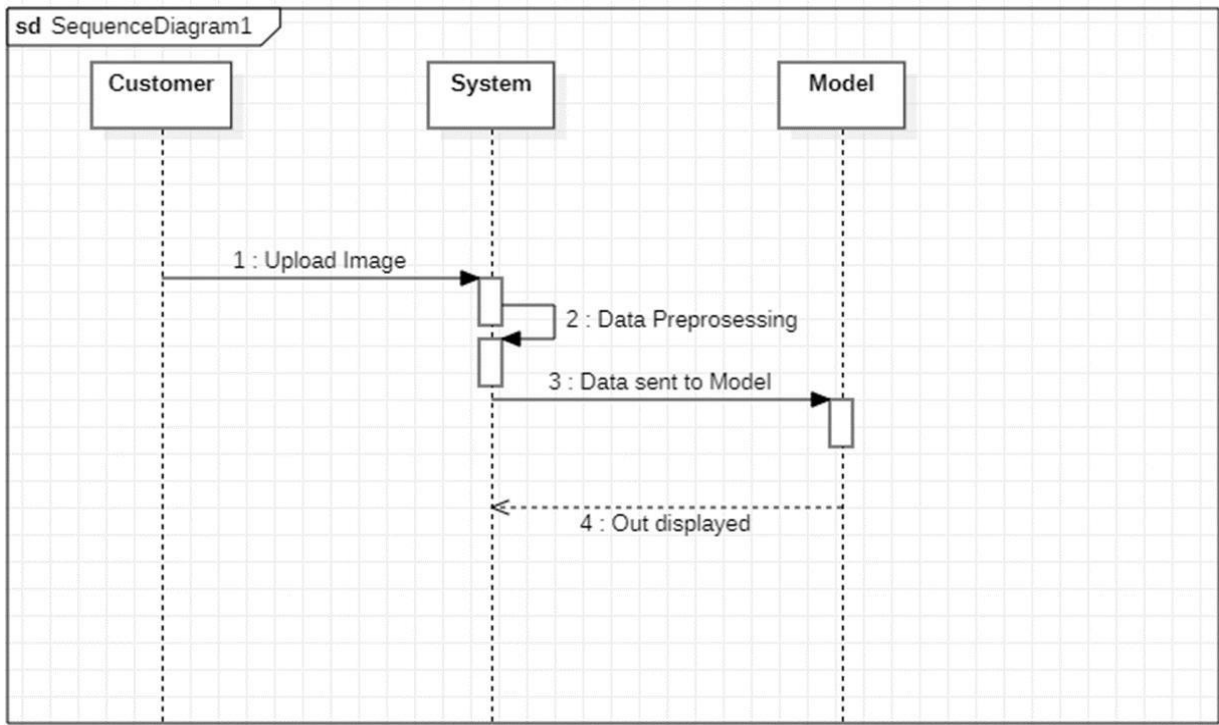 sd SequenceDiagram1
Customer
System
Model
1 : Upload Image
2 : Data Preprosessing
3 : Data sent to Model
4 : Out displayed